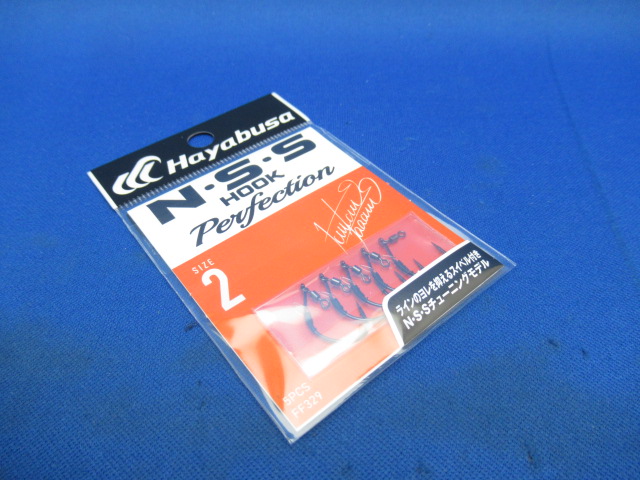 Hayabusa
N·S·S
HOOK
Perfection
SIZE
2
ラインのヨレを抑えるスイベル付き
N·S·Sチューニングモデル
5PCS
FF329